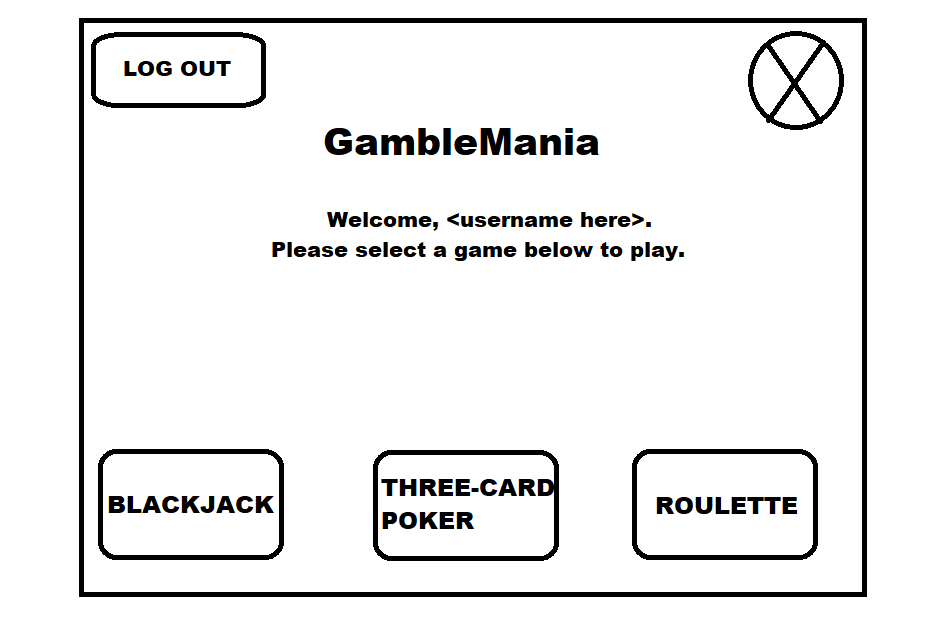 LOG OUT
GambleMania
Welcome, <username here>.
Please select a game below to play.
BLACKJACK
THREE-CARD
POKER
ROULETTE